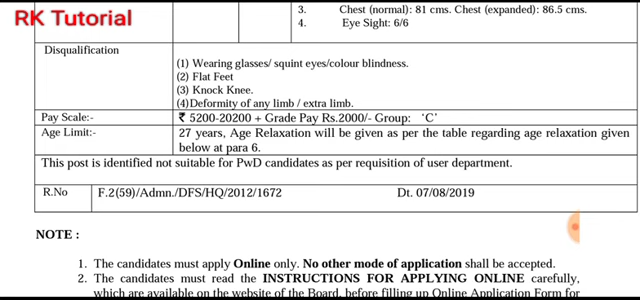 RK Tutorial
3. Chest (normal): 81 cms. Chest (expanded): 86.5 cms.
4. Eye Sight: 6/6
Disqualification
(1) Wearing glasses/ squint eyes/colour blindness.
(2) Flat Feet
(3) Knock Knee.
(4)Deformity of any limb / extra limb.
Pay Scale:- ₹ 5200-20200 + Grade Pay Rs.2000/- Group: 'C'
Age Limit:- 27 years, Age Relaxation will be given as per the table regarding age relaxation given
below at para 6.
This post is identified not suitable for PwD candidates as per requisition of user department.
R.No F.2(59)/Admn./DFS/HQ/2012/1672 Dt. 07/08/2019
NOTE :
1. The candidates must apply Online only. No other mode of application shall be accepted.
2. The candidates must read the INSTRUCTIONS FOR APPLYING ONLINE carefully,
which are available on the website of the Board, before filling up Online Application Form for